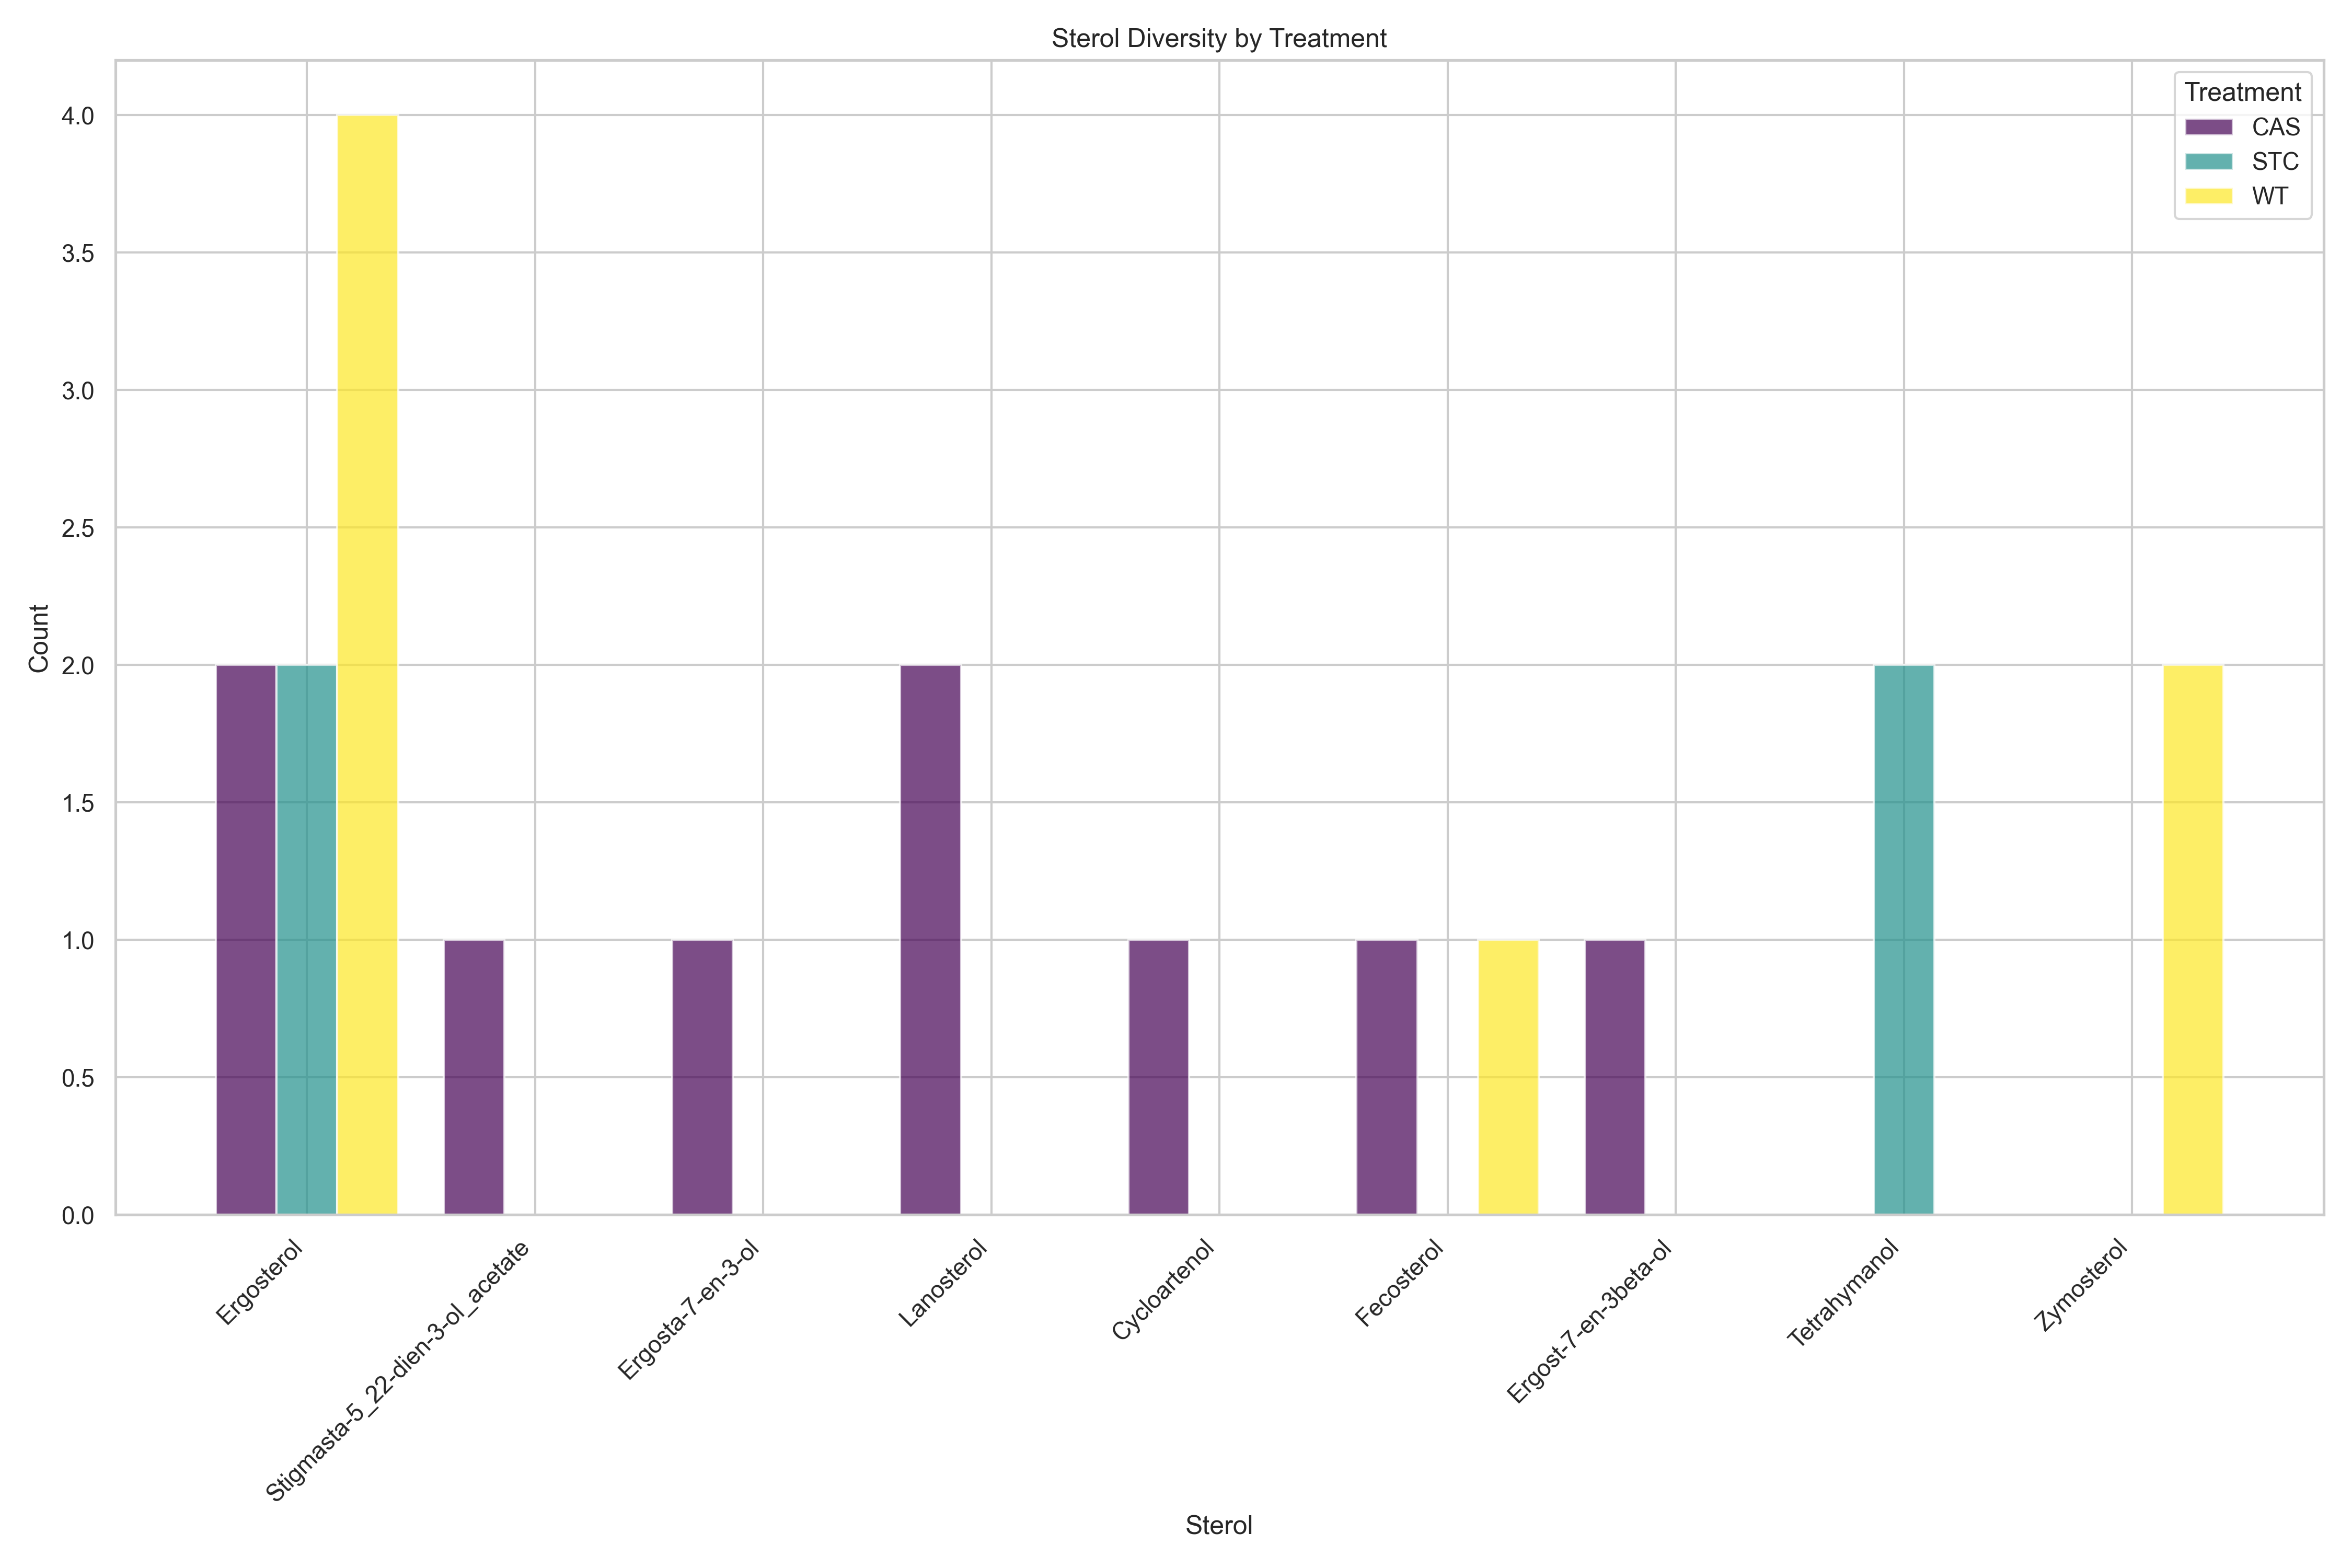 Sterol Diversity by Treatment
Treatment
CAS
STC
WT
4.0
3.5
3.0
2.5
2.0
1.5
1.0
0.5
0.0
Count
Ergosterol
Stigmasta-5_22-dien-3-ol_acetate
Ergosta-7-en-3-ol
Lanosterol
Cycloartenol
Fecosterol
Ergost-7-en-3beta-ol
Tetrahymanol
Zymosterol
Sterol